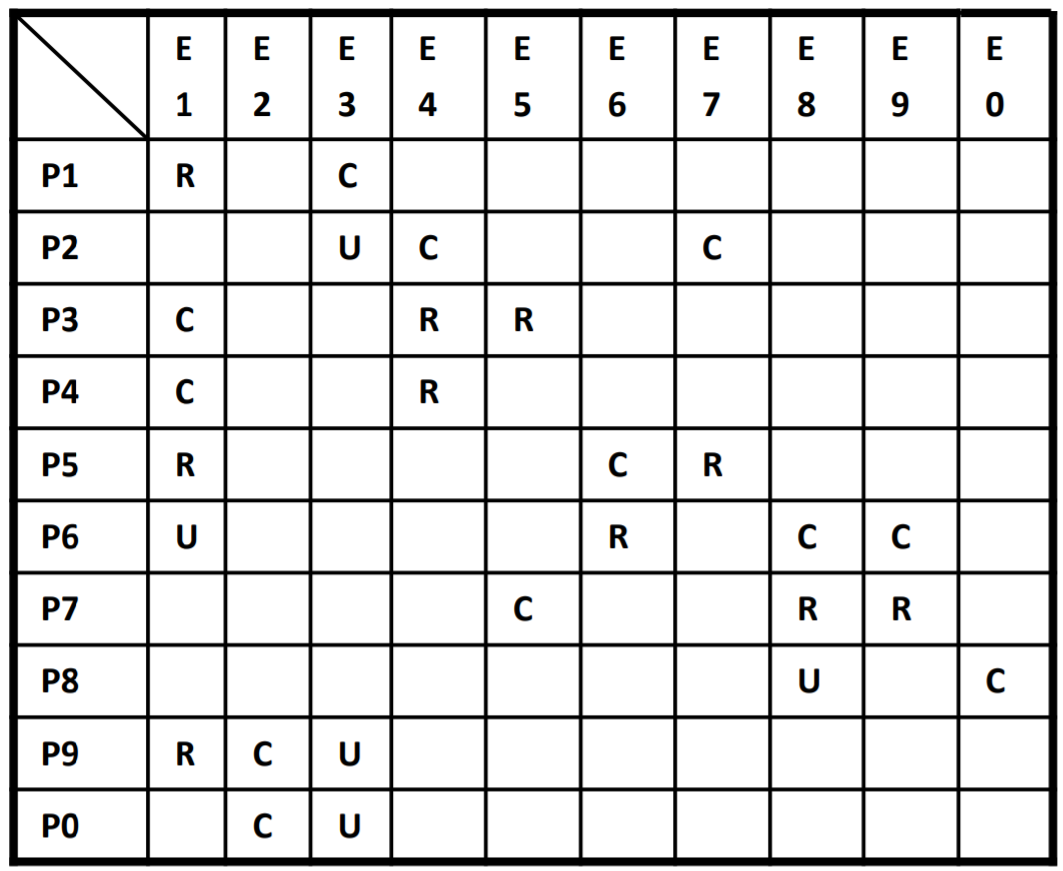 E E E E E E E E E E
1 2 3 4 5 6 7 8 9 0
P1 R C
P2 U C C
P3 C R R
P4 C R
P5 R C R
P6 U R C C
P7 C R R
P8 U C
P9 R C U
P0 C U